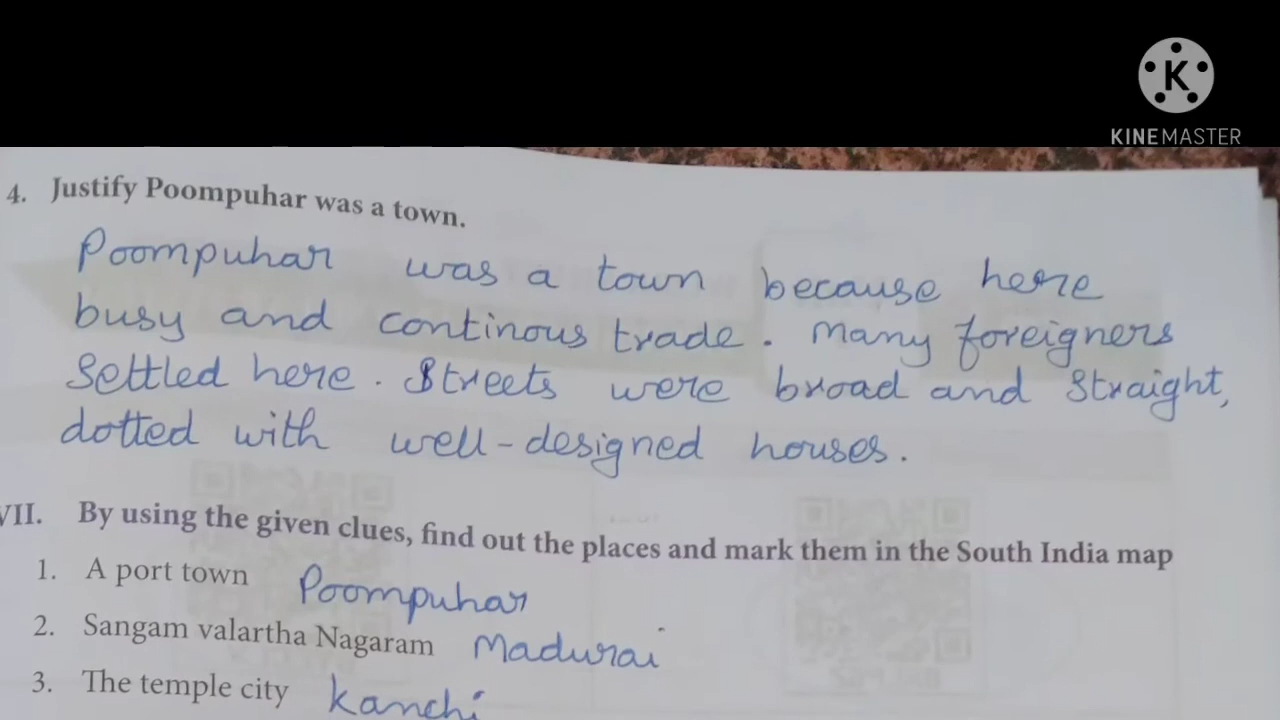 KINEMASTER
4. Justify Poompuhar was a town.
Poompuhar was a town because here
busy and continous trade. Many foreigners
Settled here. Streets were broad and straight,
dotted with well-designed houses.
VII. By using the given clues, find out the places and mark them in the South India map
1. A port town Poompuhar
2. Sangam valartha Nagaram Madurai
3. The temple city Kanchi